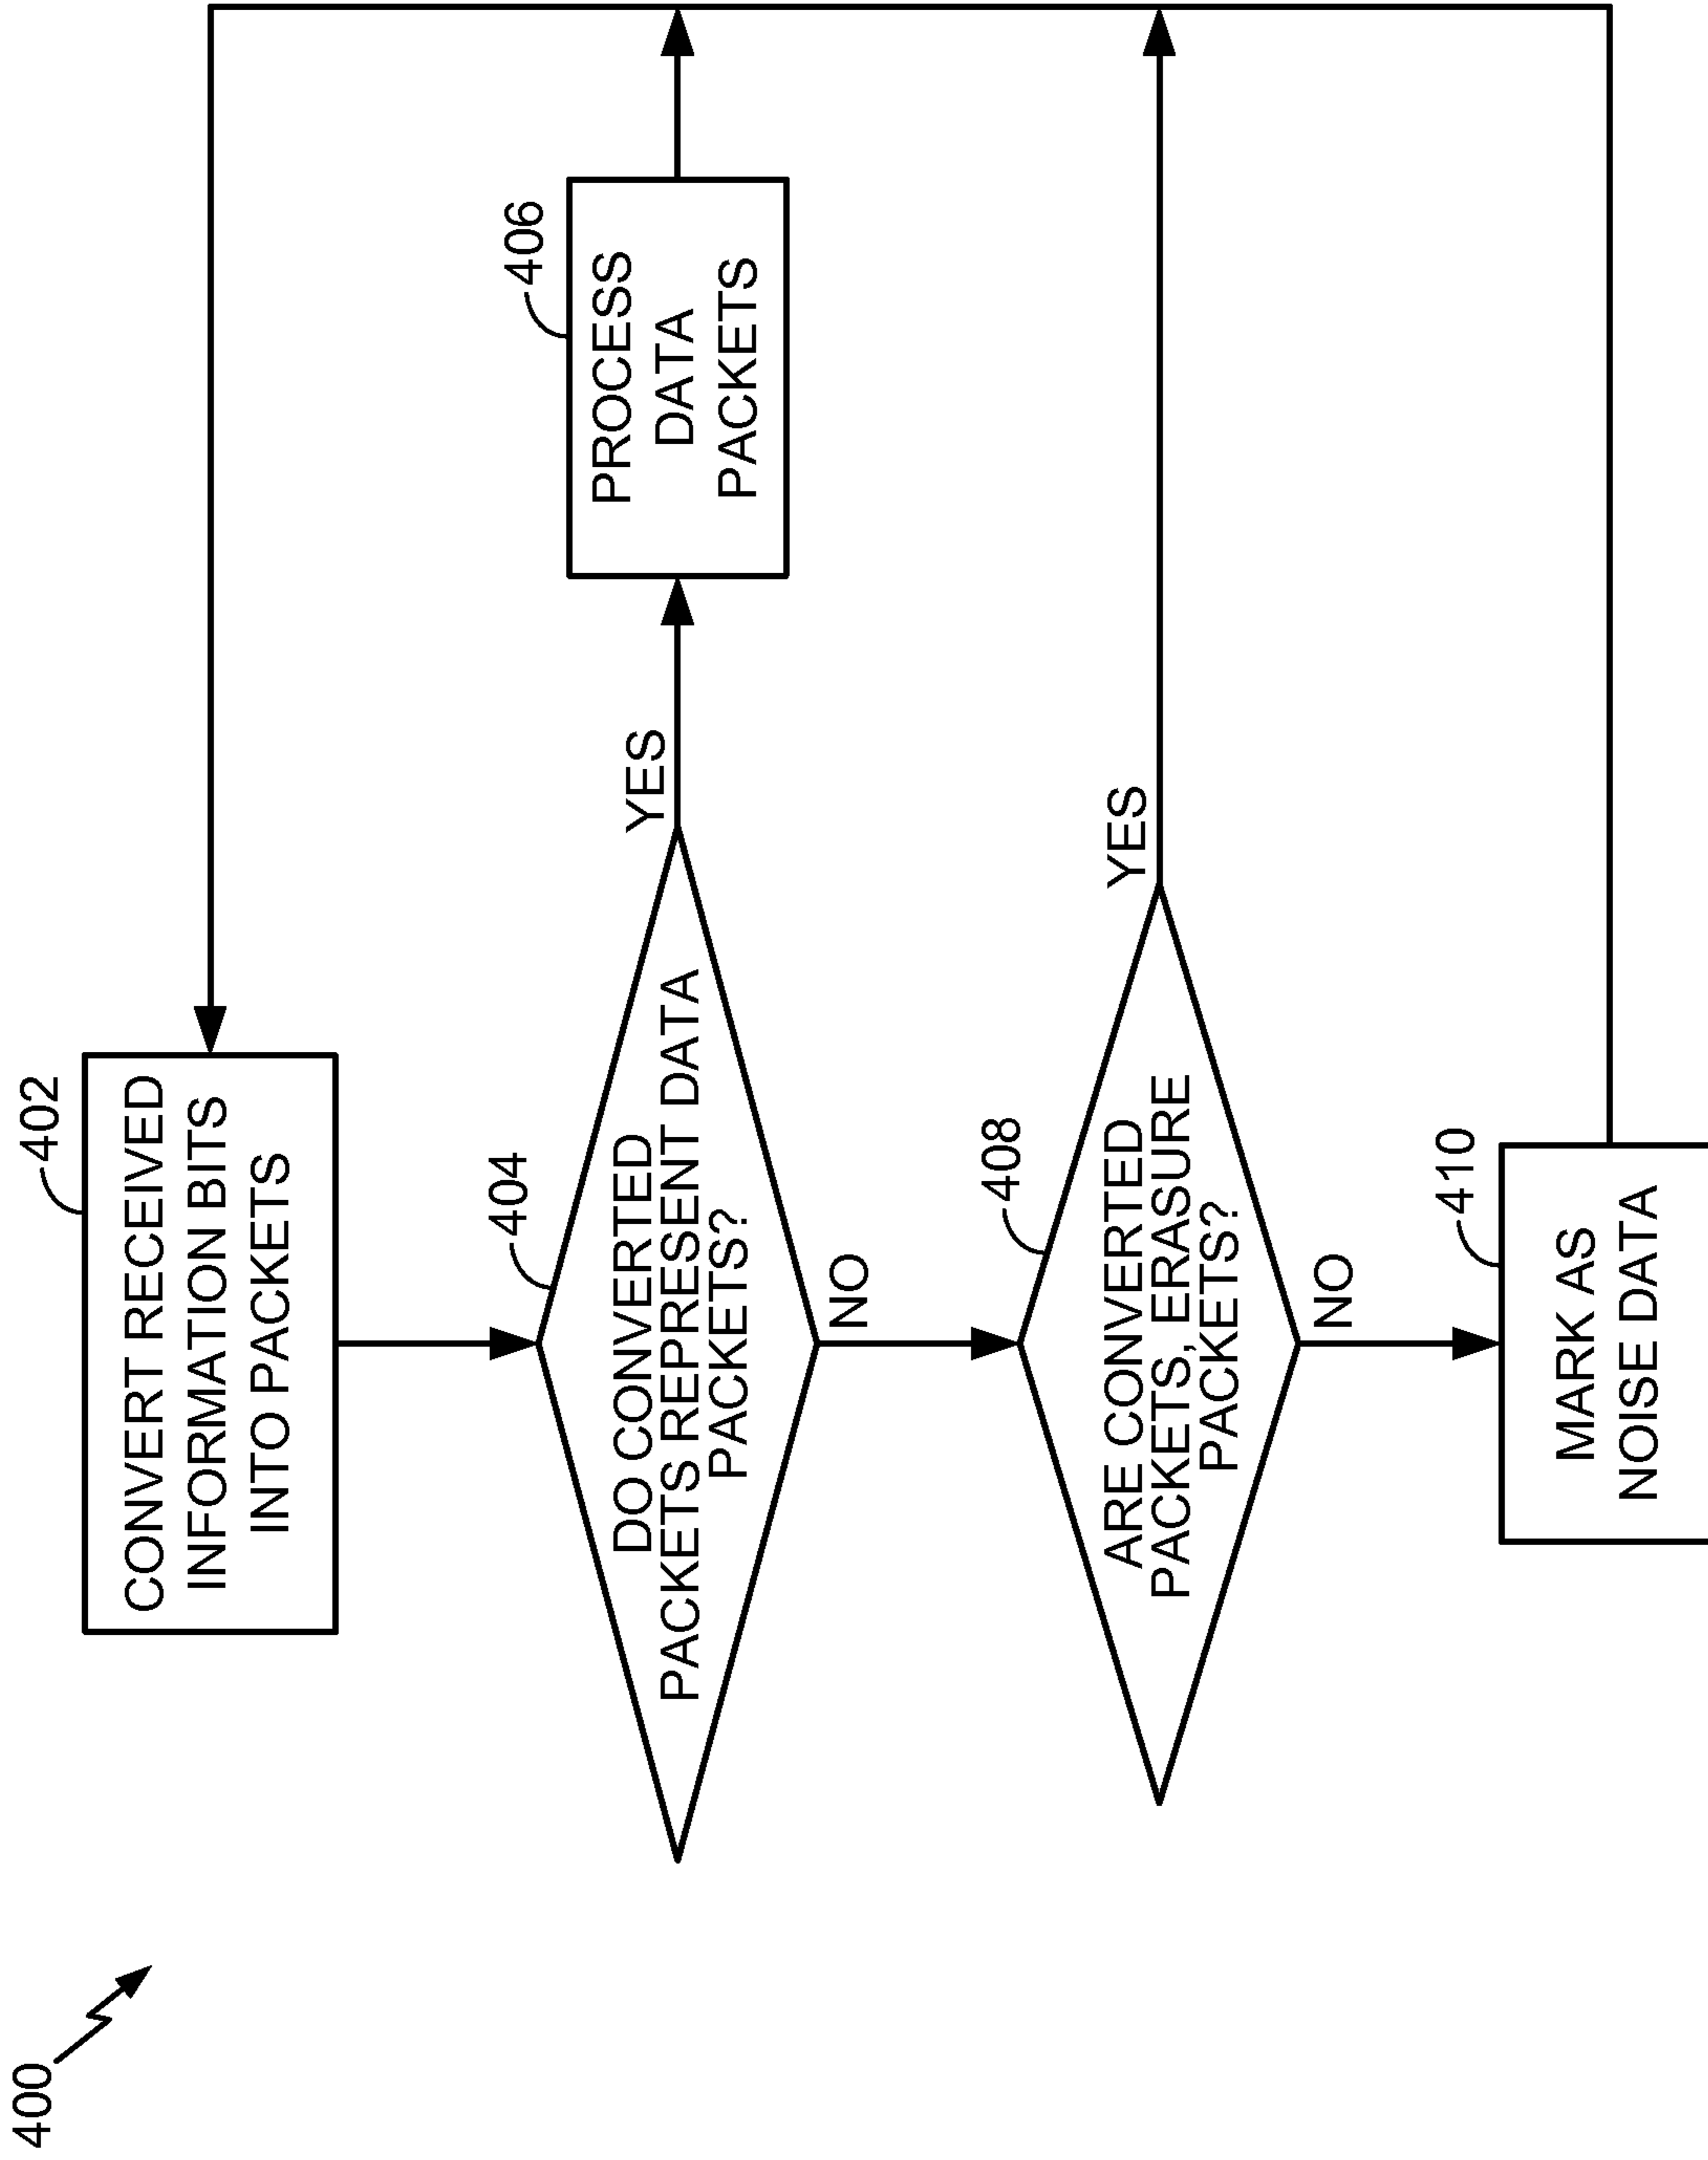 400
402
CONVERT RECEIVED
INFORMATION BITS
INTO PACKETS
404
DO CONVERTED
PACKETS REPRESENT DATA
PACKETS?
YES
406
PROCESS
DATA
PACKETS
NO
408
ARE CONVERTED
PACKETS, ERASURE
PACKETS?
YES
NO
410
MARK AS
NOISE DATA